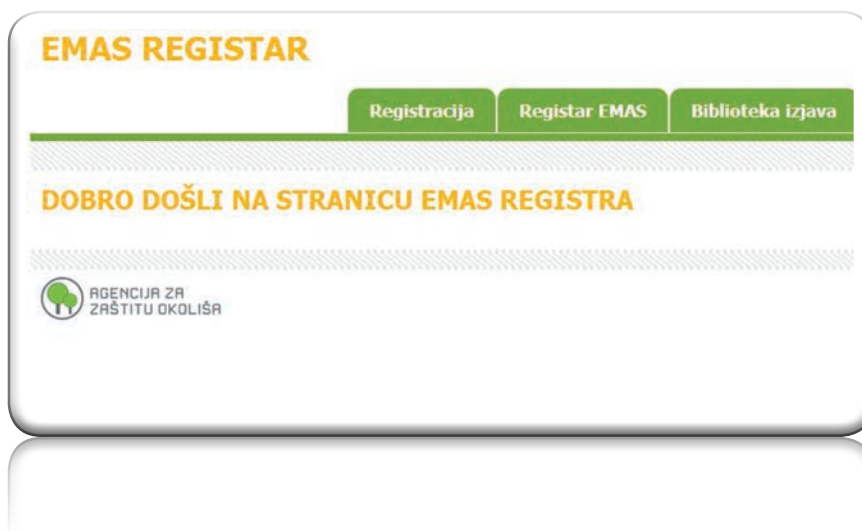 EMAS REGISTAR
Registracija Registar EMAS Biblioteka izjava
DOBRO DOŠLI NA STRANICU EMAS REGISTRA
AGENCIJA ZA
ZAŠTITU OKOLIŠA